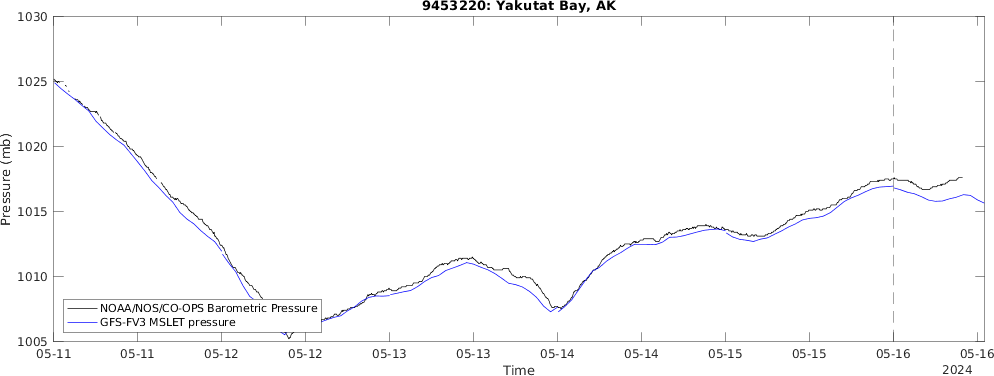 9453220: Yakutat Bay, AK
1030
1025
1020
1015
1010
1005
Pressure (mb)
NOAA/NOS/CO-OPS Barometric Pressure
GFS-FV3 MSLET pressure
05-11 05-11 05-12 05-12 05-13 05-13 05-14 05-14 05-15 05-15 05-16 05-16
Time
2024